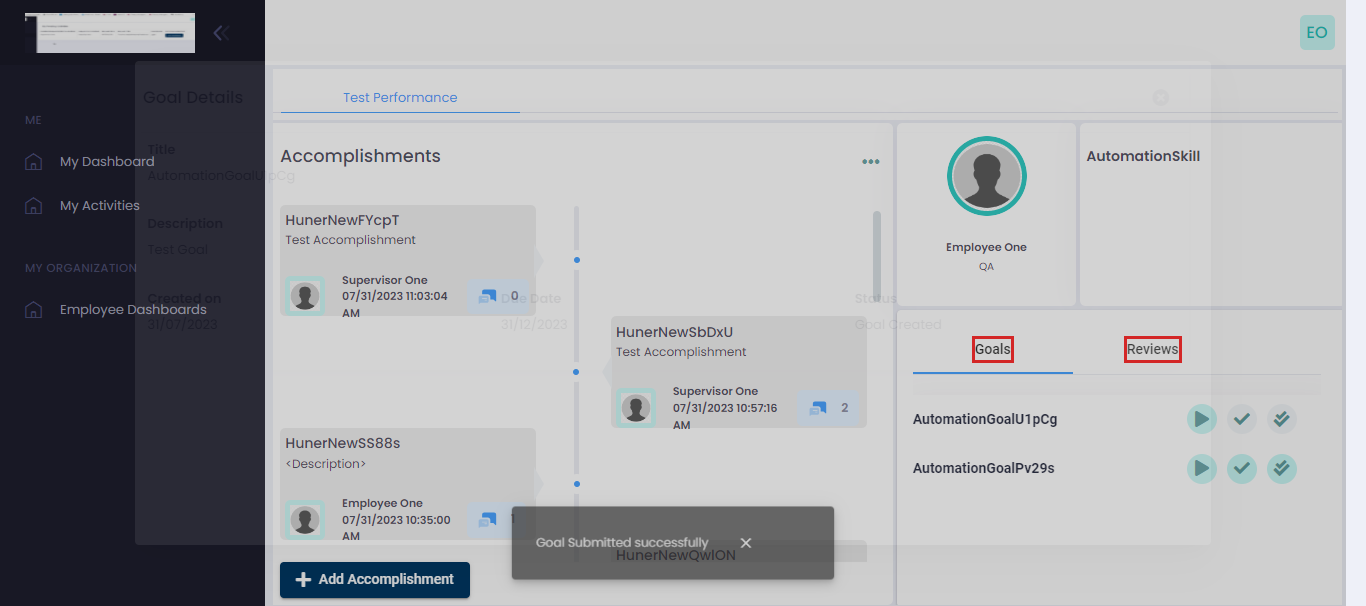 EO
Goal Details
Test Performance
ME
Title
My Dashboard
AutomationGoalU1pCg
My Activities
Description
Test Goal
MY ORGANIZATION
Created on
Due Date
Status
Employee Dashboards
31/07/2023
31/12/2023
Goal Created
Accomplishments
HunerNewFYcpT
Test Accomplishment
Supervisor One
07/31/2023 11:03:04
AM
0
HunerNewSbDxU
Test Accomplishment
Supervisor One
07/31/2023 10:57:16
AM
2
HunerNewSS88s
<Description>
Employee One
07/31/2023 10:35:00
AM
1
HunerNewQwION
Add Accomplishment
Goal Submitted successfully
Employee One
QA
AutomationSkill
Goals
Reviews
AutomationGoalU1pCg
AutomationGoalPv29s